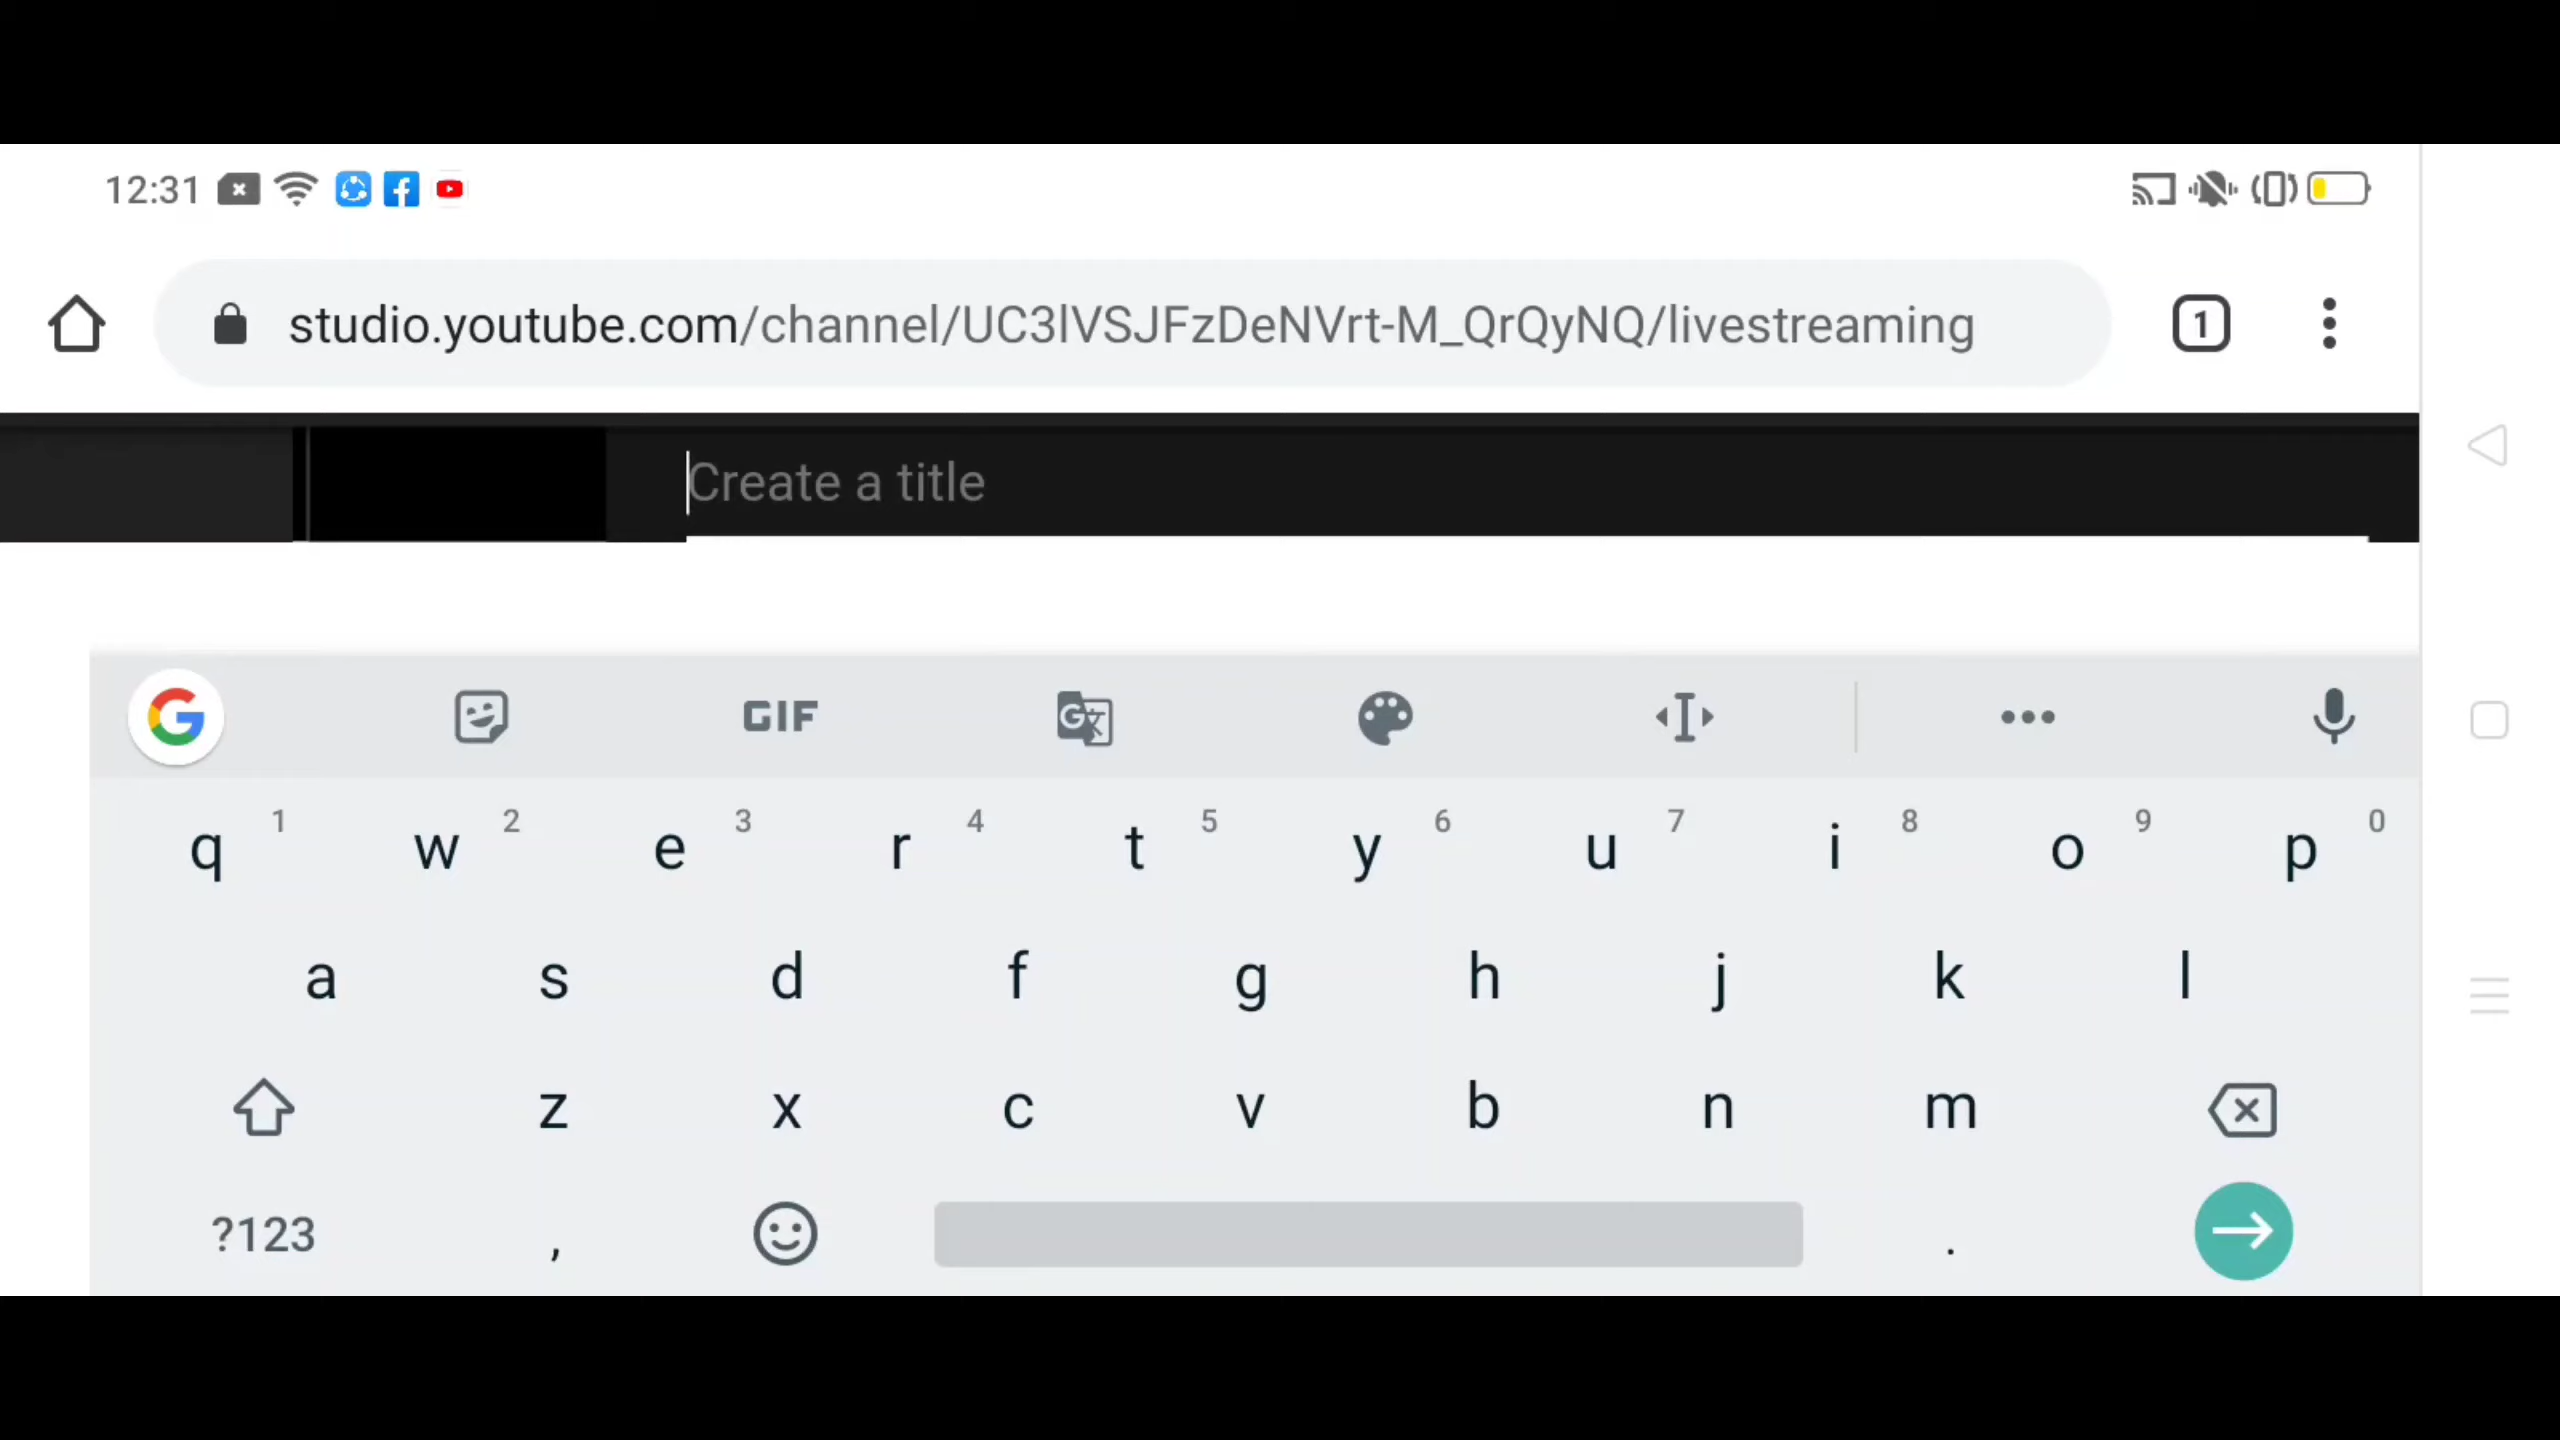 12:31
studio.youtube.com/channel/UC3lVSJFzDeNVrt-M_QrQyNQ/livestreaming
1
Create a title
GIF
q 1 w 2 e 3 r 4 t 5 y 6 u 7 i 8 o 9 p 0
a s d f g h j k l
z x c v b n m
?123 , .